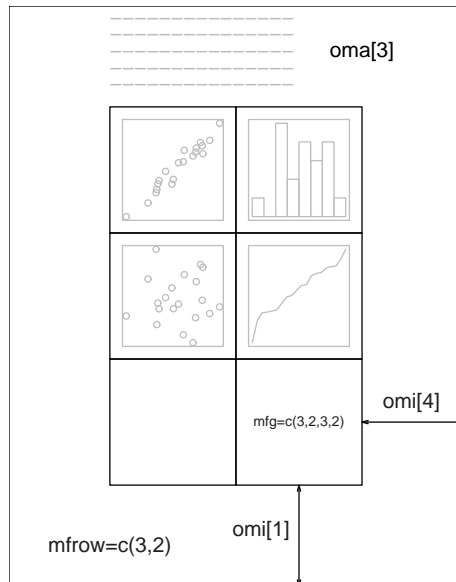 oma[3]
omi[4]
mfg=c(3,2,3,2)
omi[1]
mfrow=c(3,2)